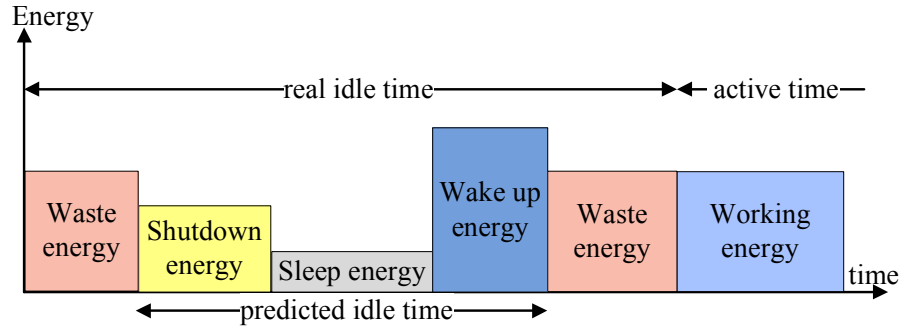 Energy
real idle time
active time
Waste
energy
Shutdown
energy
Sleep energy
Wake up
energy
Waste
energy
Working
energy
time
predicted idle time